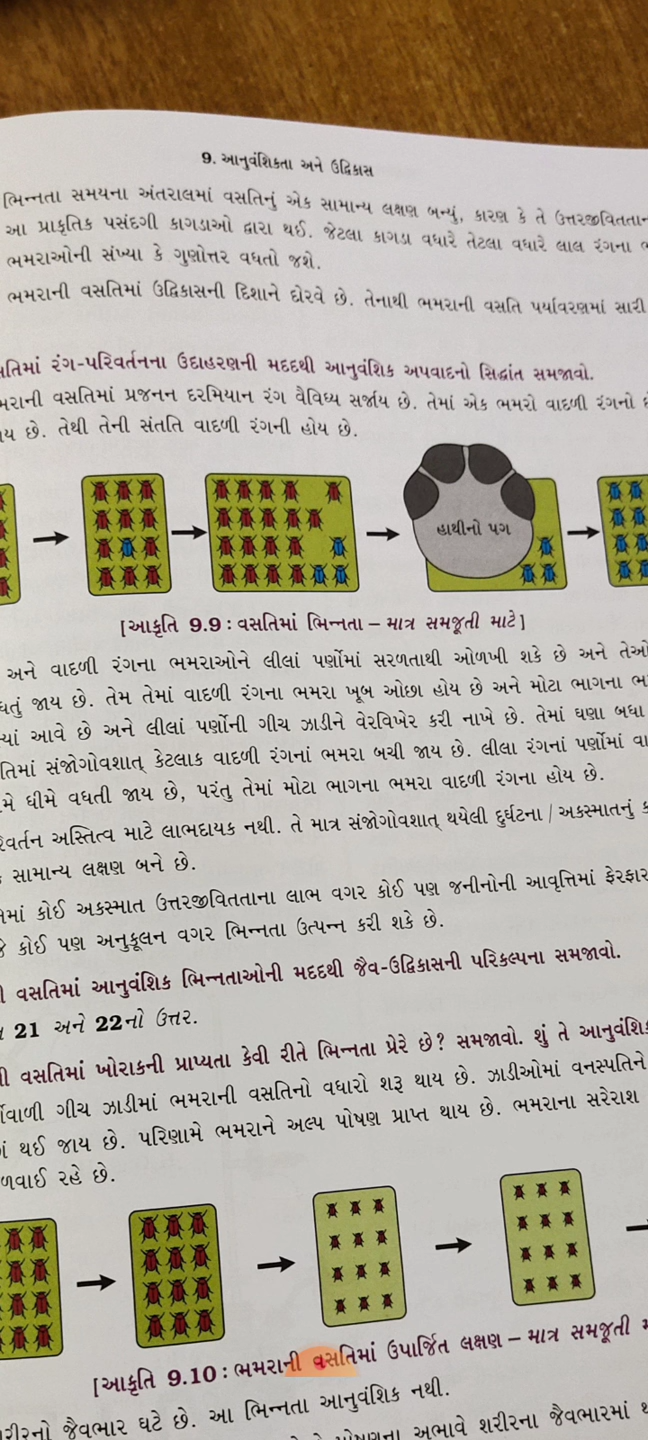 9. આનુવંશિકતા અને ઉદ્વિકાસ
ભિન્નતા સમયના અંતરાલમાં વસતિનું એક સામાન્ય લક્ષણ બન્યું, કારણ કે તે ઉત્તરજીવિતતાન
આ પ્રાકૃતિક પસંદગી કાગડાઓ દ્વારા થઈ. જેટલા કાગડા વધારે તેટલા વધારે લાલ રંગના
ભમરાઓની સંખ્યા કે ગુણોત્તર વધતો જશે.
ભમરાની વસતિમાં ઉદ્વિકાસની દિશાને દોરવે છે. તેનાથી ભમરાની વસતિ પર્યાવરણમાં સારી
સતિમાં રંગ-પરિવર્તનના ઉદાહરણની મદદથી આનુવંશિક અપવાદનો સિદ્ધાંત સમજાવો.
મરાની વસતિમાં પ્રજનન દરમિયાન રંગ વૈવિધ્ય સર્જાય છે. તેમાં એક ભમરો વાદળી રંગનો
ય છે. તેથી તેની સંતતિ વાદળી રંગની હોય છે.
હાથીનો પગ
[આકૃતિ 9.9 : વસતિમાં ભિન્નતા – માત્ર સમજૂતી માટે]
અને વાદળી રંગના ભમરાઓને લીલાં પર્ણોમાં સરળતાથી ઓળખી શકે છે અને તેઓ
ધતું જાય છે. તેમ તેમાં વાદળી રંગના ભમરા ખૂબ ઓછા હોય છે અને મોટા ભાગના ભ
યાં આવે છે અને લીલાં પર્ણોની ગીચ ઝાડીને વેરવિખેર કરી નાખે છે. તેમાં ઘણા બધા
તિમાં સંજોગોવશાત્ કેટલાક વાદળી રંગનાં ભમરા બચી જાય છે. લીલા રંગનાં પર્ણોમાં વા
મે ધીમે વધતી જાય છે, પરંતુ તેમાં મોટા ભાગના ભમરા વાદળી રંગના હોય છે.
રેવર્તન અસ્તિત્વ માટે લાભદાયક નથી. તે માત્ર સંજોગોવશાત્ થયેલી દુર્ઘટના / અકસ્માતનું
સામાન્ય લક્ષણ બને છે.
માં કોઈ અકસ્માત ઉત્તરજીવિતતાના લાભ વગર કોઈ પણ જનીનોની આવૃત્તિમાં ફેરફાર
કોઈ પણ અનુકૂલન વગર ભિન્નતા ઉત્પન્ન કરી શકે છે.
ી વસતિમાં આનુવંશિક ભિન્નતાઓની મદદથી જૈવ-ઉદ્વિકાસની પરિકલ્પના સમજાવો.
21 અને 22નો ઉત્તર.
ી વસતિમાં ખોરાકની પ્રાપ્યતા કેવી રીતે ભિન્નતા પ્રેરે છે? સમજાવો. શું તે આનુવંશિ
વાળી ગીચ ઝાડીમાં ભમરાની વસતિનો વધારો શરૂ થાય છે. ઝાડીઓમાં વનસ્પતિને
થઈ જાય છે. પરિણામે ભમરાને અલ્પ પોષણ પ્રાપ્ત થાય છે. ભમરાના સરેરાશ
ળવાઈ રહે છે.
[આકૃતિ 9.10 : ભમરાની વસતિમાં ઉપાર્જિત લક્ષણ – માત્ર સમજૂતી
રીરનો જૈવભાર ઘટે છે. આ ભિન્નતા આનુવંશિક નથી.
પોષણના અભાવે શરીરના જૈવભારમાં